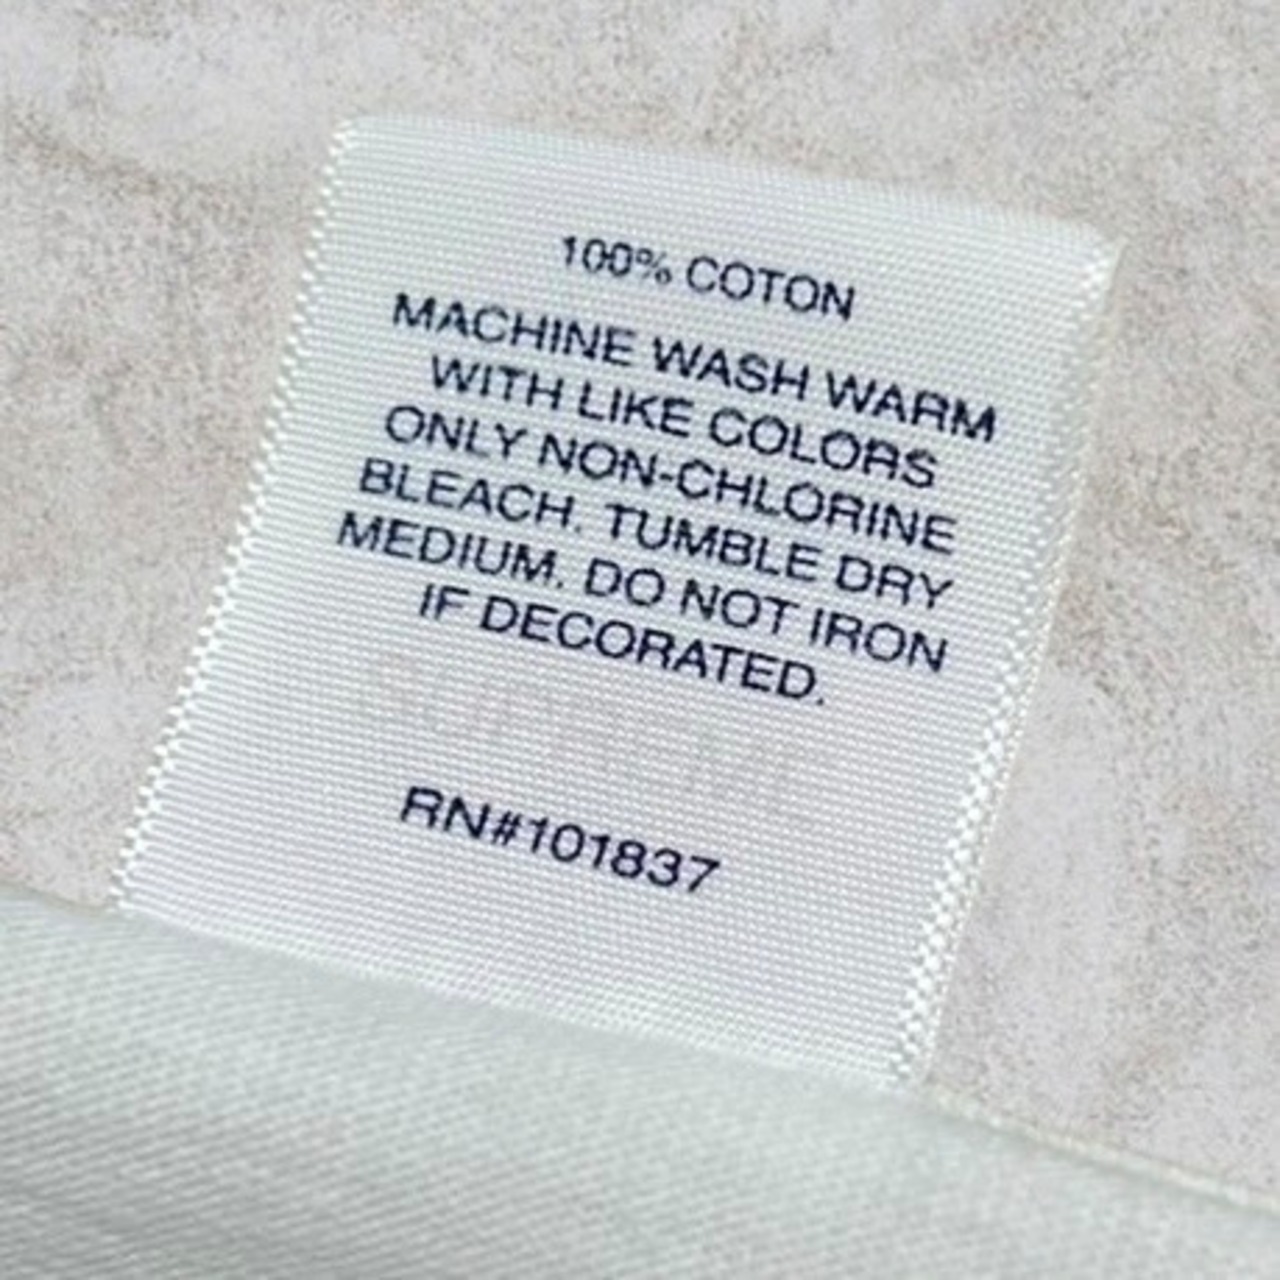 100% COTON
MACHINE WASH WARM
WITH LIKE COLORS
ONLY NON-CHLORINE
BLEACH. TUMBLE DRY
MEDIUM. DO NOT IRON
IF DECORATED.
RN#101837